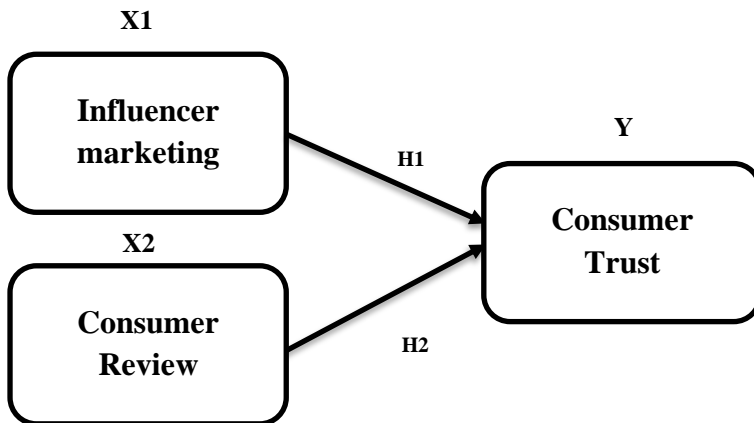 X1
Influencer
marketing
H1
Y
Consumer
Trust
X2
Consumer
Review
H2